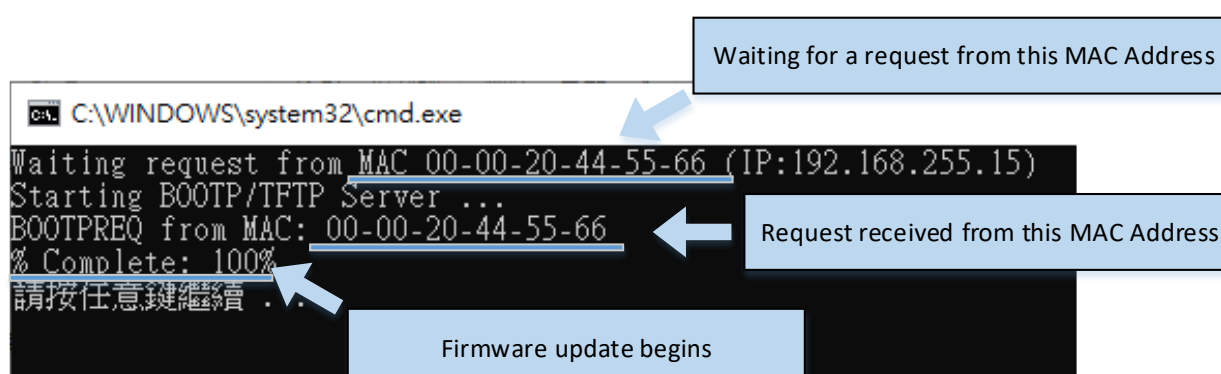 Waiting for a request from this MAC Address
C:\WINDOWS\system32\cmd.exe
Waiting request from MAC 00-00-20-44-55-66 (IP:192.168.255.15)
Starting BOOTP/TFTP Server ...
BOOTPREQ from MAC: 00-00-20-44-55-66
Request received from this MAC Address
% Complete: 100%
請按任意鍵繼續 . .
Firmware update begins